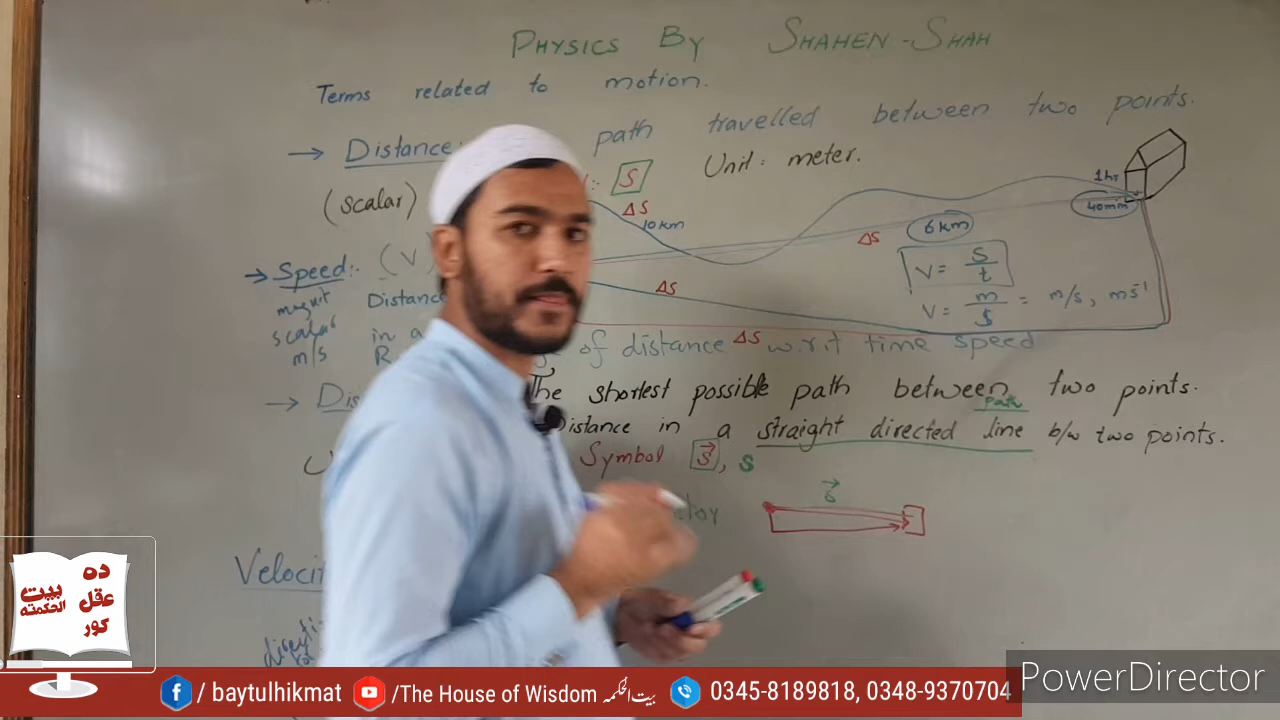 PHYSICS By SHAHEN-SHAH
Terms related to motion.
→ Distance: path travelled between two points.
(scalar) S Unit: meter.
1hr
40min
ΔS
10km
ΔS
6km
→ Speed:- (V)
V= S/t
magnit Distance
ΔS
V= m/s = m/s, ms⁻¹
scalar in a
m/s R of distance ΔS w.r.t time speed
→ The shortest possible path between two points.
path
Distance in a straight directed line b/w two points.
Symbol S⃗, S
S⃗
ده عقل کور
بیت الحکمته
/ baytulhikmat /The House of Wisdom بیت الحکمہ 0345-8189818, 0348-9370704
PowerDirector